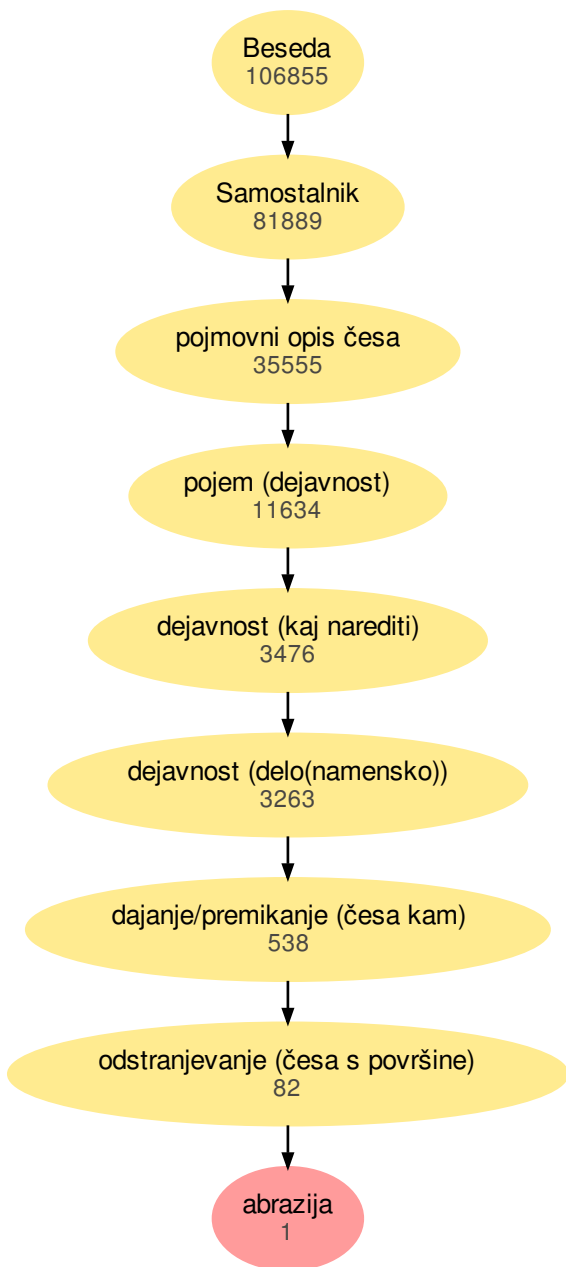 Beseda
106855
Samostalnik
81889
pojmovni opis česa
35555
pojem (dejavnost)
11634
dejavnost (kaj narediti)
3476
dejavnost (delo(namensko))
3263
dajanje/premikanje (česa kam)
538
odstranjevanje (česa s površine)
82
abrazija
1